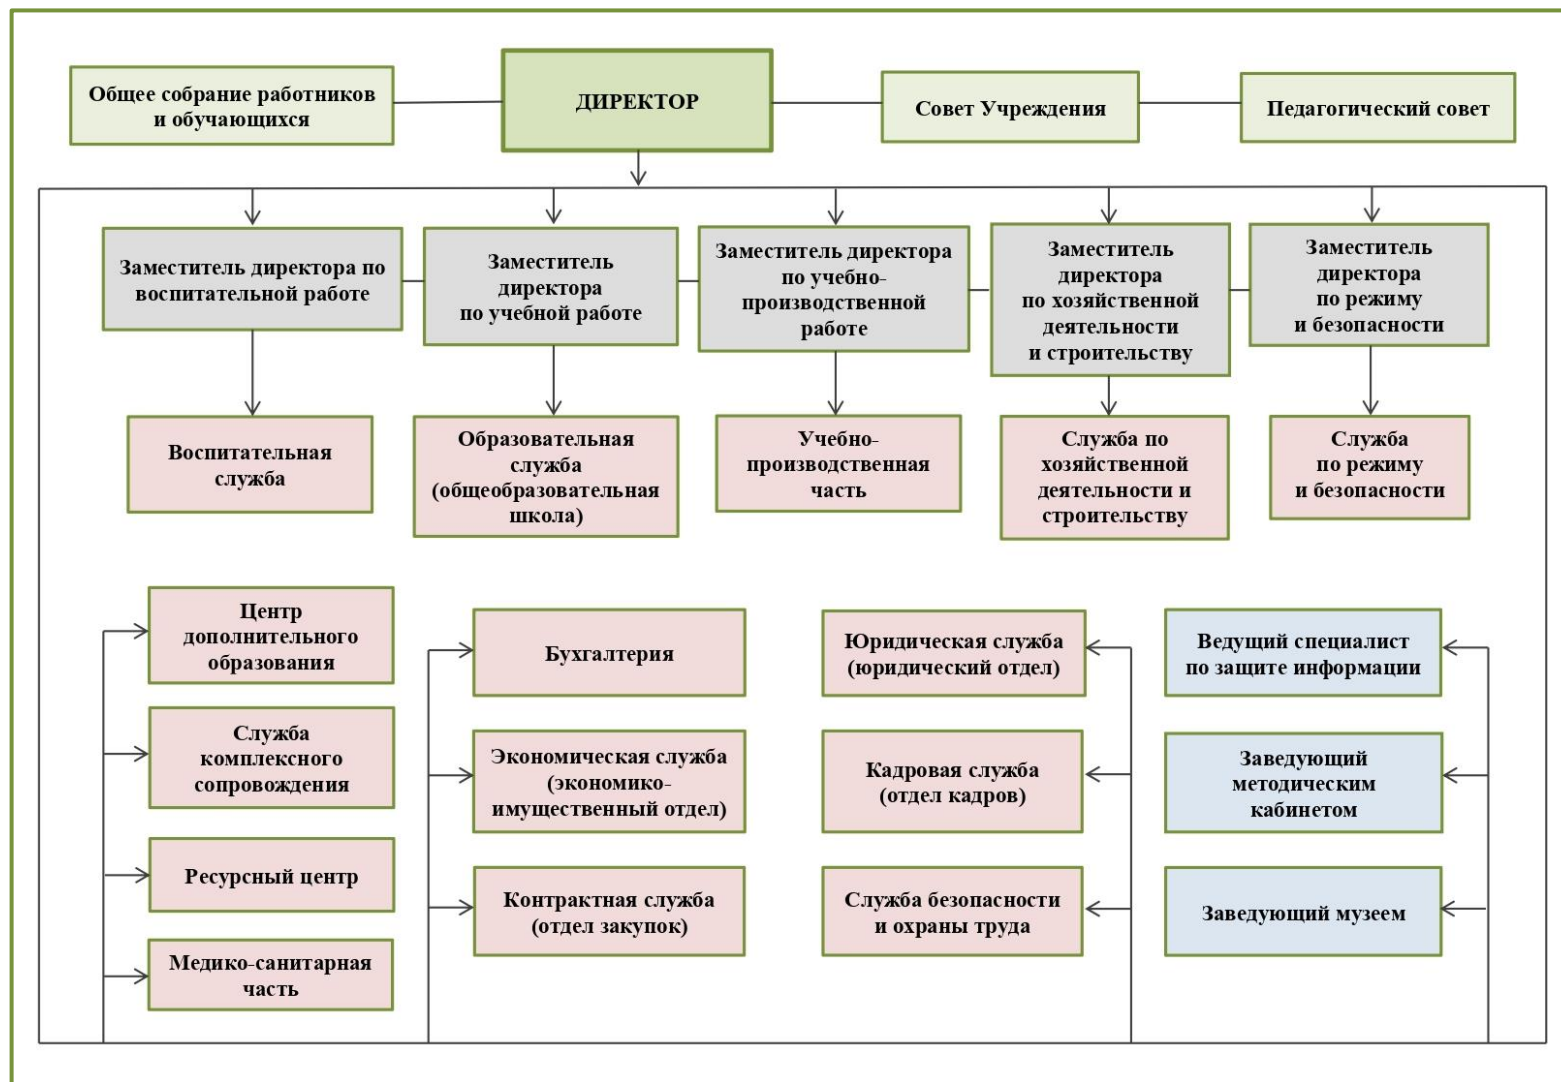 Общее собрание работников
и обучающихся
ДИРЕКТОР
Совет Учреждения
Педагогический совет
Заместитель директора по
воспитательной работе
Заместитель
директора
по учебной работе
Заместитель директора
по учебно-
производственной
работе
Заместитель
директора
по хозяйственной
деятельности
и строительству
Заместитель
директора
по режиму
и безопасности
Воспитательная
служба
Образовательная
служба
(общеобразовательная
школа)
Учебно-
производственная
часть
Служба по
хозяйственной
деятельности и
строительству
Служба
по режиму
и безопасности
Центр
дополнительного
образования
Бухгалтерия
Юридическая служба
(юридический отдел)
Ведущий специалист
по защите информации
Служба
комплексного
сопровождения
Экономическая служба
(экономико-
имущественный отдел)
Кадровая служба
(отдел кадров)
Заведующий
методическим
кабинетом
Ресурсный центр
Контрактная служба
(отдел закупок)
Служба безопасности
и охраны труда
Заведующий музеем
Медико-санитарная
часть